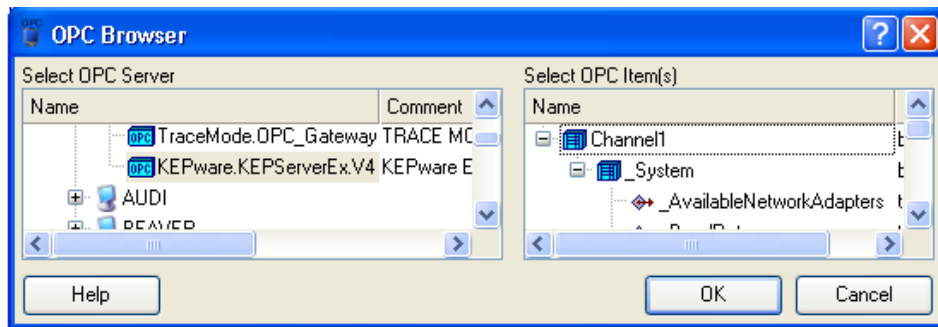 OPC Browser
Select OPC Server
Name Comment
TraceMode.OPC_Gateway TRACE MC
KEPware.KEPServerEx.V4 KEPware E
AUDI
BEAVER
Select OPC Item(s)
Name
Channel1
_System
_AvailableNetworkAdapters
Help
OK
Cancel